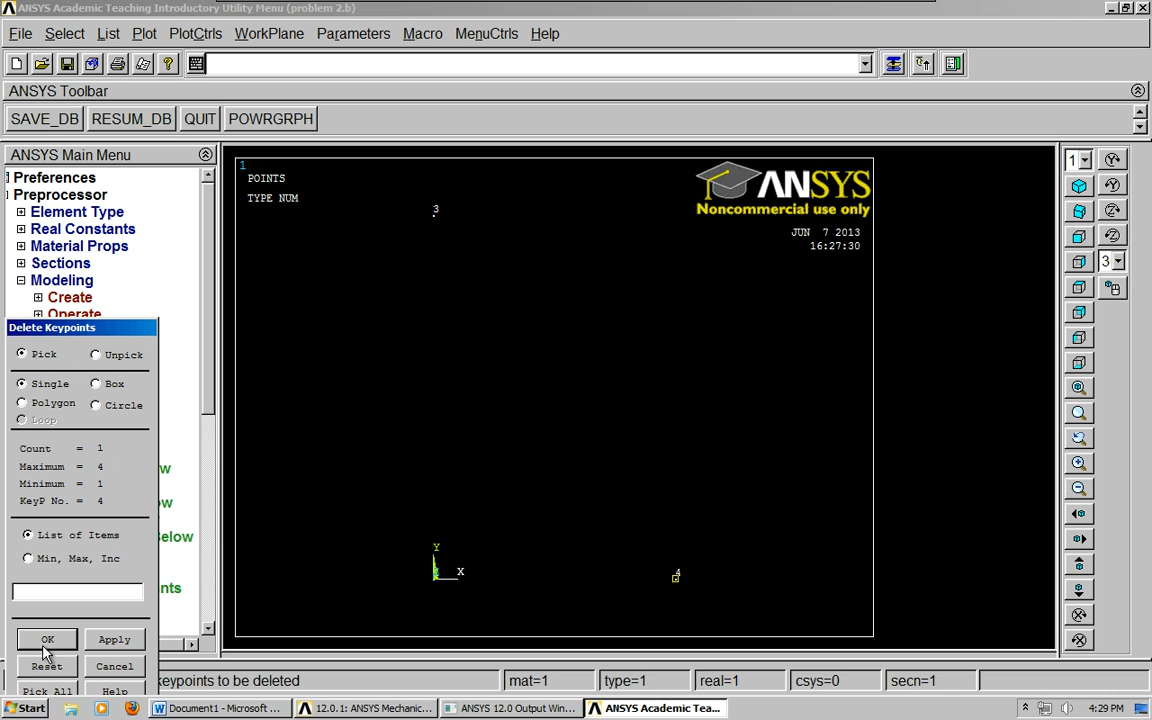 ANSYS Academic Teaching Introductory Utility Menu (problem 2.b)
File Select List Plot PlotCtrls WorkPlane Parameters Macro MenuCtrls Help
ANSYS Toolbar
SAVE_DB RESUM_DB QUIT POWRGRPH
ANSYS Main Menu
Preferences
Preprocessor
Element Type
Real Constants
Material Props
Sections
Modeling
Create
Operate
Delete Keypoints
Pick Unpick
Single Box
Polygon Circle
Loop
Count = 1
Maximum = 4
Minimum = 1
KeyP No. = 4
List of Items
Min, Max, Inc
OK Apply
Reset Cancel
Pick All Help
w
ow
Below
nts
1
POINTS
TYPE NUM
3
ANSYS
Noncommercial use only
JUN 7 2013
16:27:30
Y
X
4
1
3
keypoints to be deleted mat=1 type=1 real=1 csys=0 secn=1
Start Document1 - Microsoft ... 12.0.1: ANSYS Mechanic... ANSYS 12.0 Output Win... ANSYS Academic Tea... 4:29 PM